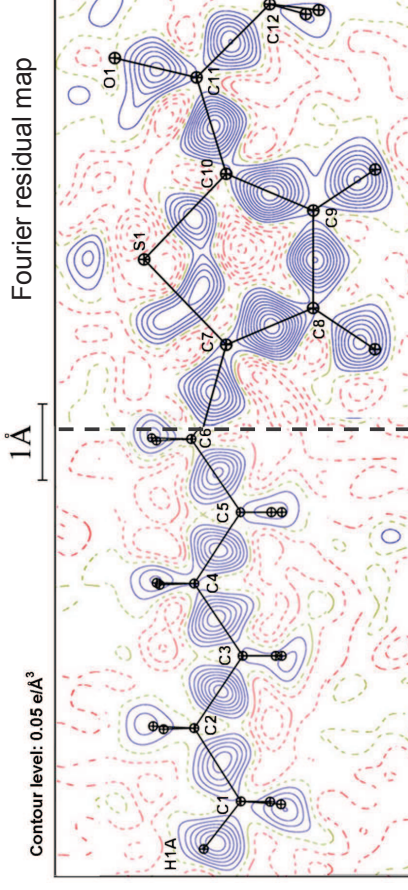 Fourier residual map
1Å
Contour level: 0.05 e/Å³
H1A
C1
C2
C3
C4
C5
C6
C7
S1
C8
C9
C10
C11
O1
C12